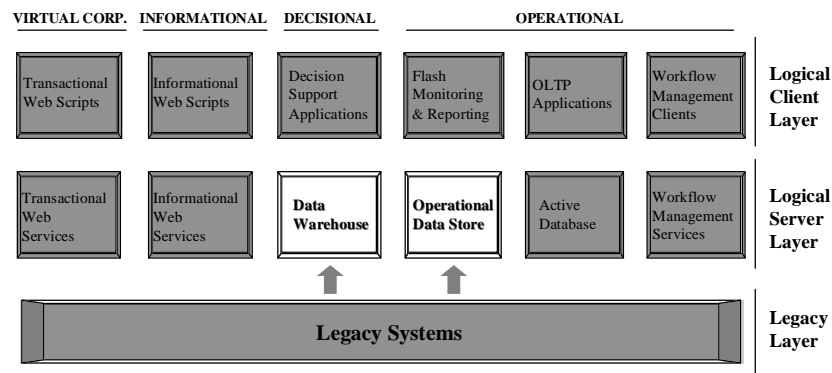 VIRTUAL CORP. INFORMATIONAL DECISIONAL OPERATIONAL
Transactional
Web Scripts
Informational
Web Scripts
Decision
Support
Applications
Flash
Monitoring
& Reporting
OLTP
Applications
Workflow
Management
Clients
Logical
Client
Layer
Transactional
Web
Services
Informational
Web
Services
Data
Warehouse
Operational
Data Store
Active
Database
Workflow
Management
Services
Logical
Server
Layer
Legacy Systems
Legacy
Layer